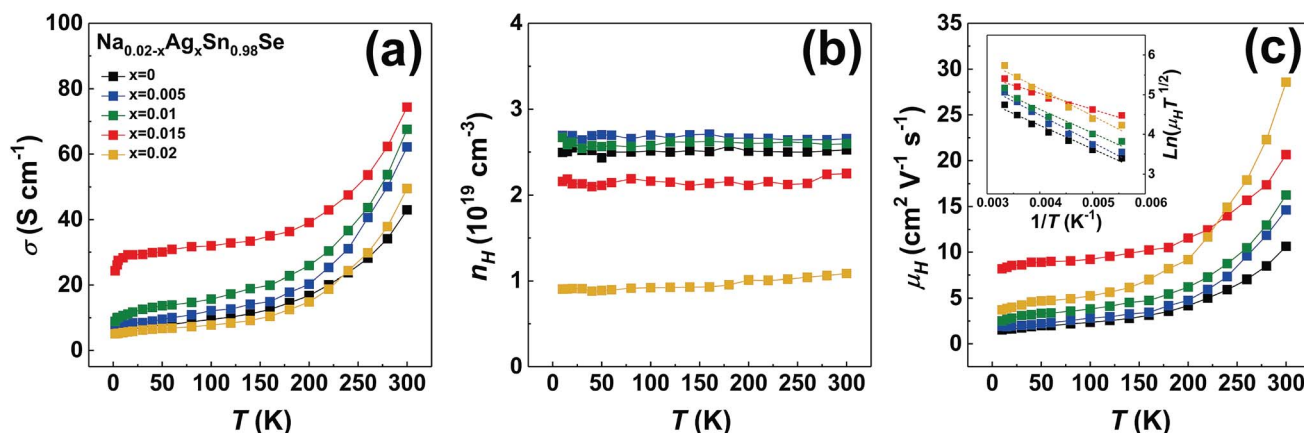 Na0.02-xAgxSn0.98Se
(a)
x=0
x=0.005
x=0.01
x=0.015
x=0.02
100
80
60
40
20
0
σ (S cm-1)
0 50 100 150 200 250 300
T (K)
(b)
4
3
2
1
0
nH (1019 cm-3)
0 50 100 150 200 250 300
T (K)
(c)
35
30
25
20
15
10
5
0
μH (cm2 V-1 s-1)
0 50 100 150 200 250 300
T (K)
6
5
4
3
Ln(μHT1/2)
0.003 0.004 0.005 0.006
1/T (K-1)